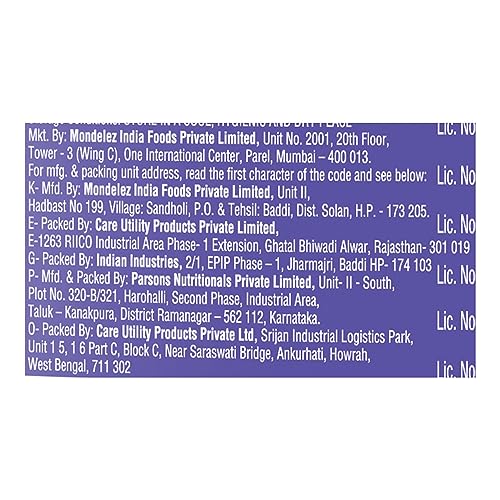 STORE IN A COOL, HYGIENIC AND DRY PLACE
Lic. No
Mkt. By: Mondelez India Foods Private Limited, Unit No. 2001, 20th Floor,
Tower - 3 (Wing C), One International Center, Parel, Mumbai – 400 013.
For mfg. & packing unit address, read the first character of the code and see below:
Lic. No
K- Mfd. By: Mondelez India Foods Private Limited, Unit II,
Hadbast No 199, Village: Sandholi, P.O. & Tehsil: Baddi, Dist. Solan, H.P. - 173 205.
Lic. No
E- Packed By: Care Utility Products Private Limited,
E-1263 RIICO Industrial Area Phase- 1 Extension, Ghatal Bhiwadi Alwar, Rajasthan- 301 019
G- Packed By: Indian Industries, 2/1, EPIP Phase – 1, Jharmajri, Baddi HP- 174 103
Lic. No
P- Mfd. & Packed By: Parsons Nutritionals Private Limited, Unit- II - South,
Plot No. 320-B/321, Harohalli, Second Phase, Industrial Area,
Taluk – Kanakpura, District Ramanagar – 562 112, Karnataka.
Lic. No
O- Packed By: Care Utility Products Private Ltd, Srijan Industrial Logistics Park,
Unit 1 5, 1 6 Part C, Block C, Near Saraswati Bridge, Ankurhati, Howrah,
West Bengal, 711 302
Lic. No